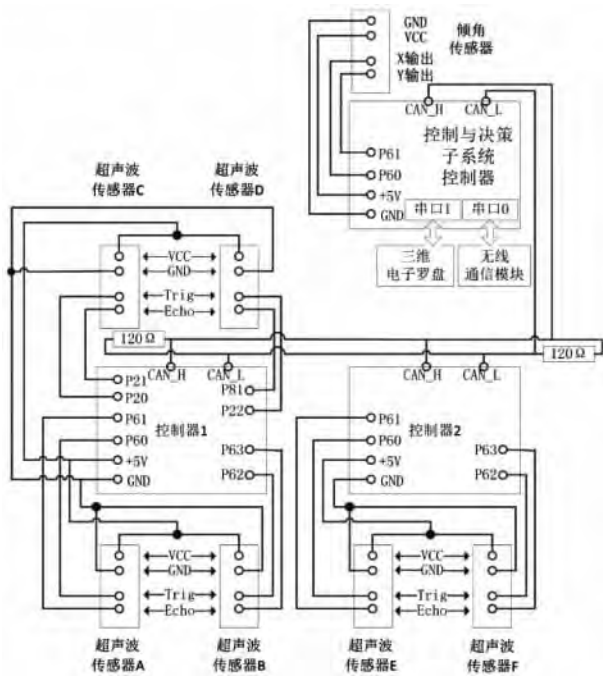 GND
VCC
X输出
Y输出
倾角
传感器
CAN_H
CAN_L
控制与决策
子系统
控制器
P61
P60
+5V
GND
串口1
串口0
三维
电子罗盘
无线
通信模块
超声波
传感器C
超声波
传感器D
VCC
GND
Trig
Echo
120Ω
120Ω
CAN_H
CAN_L
P21
P20
P61
P60
+5V
GND
控制器1
P81
P22
P63
P62
CAN_H
CAN_L
P61
P60
+5V
GND
控制器2
P63
P62
VCC
GND
Trig
Echo
VCC
GND
Trig
Echo
超声波
传感器A
超声波
传感器B
超声波
传感器E
超声波
传感器F